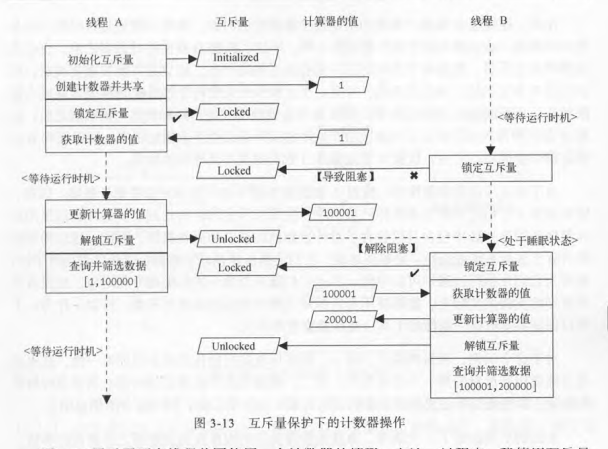 线程 A 互斥量 计算器的值 线程 B
初始化互斥量 Initialized
创建计数器并共享 1
锁定互斥量 Locked
<等待运行时机>
获取计数器的值 1
Locked 【导致阻塞】 锁定互斥量
<等待运行时机>
更新计算器的值 100001
解锁互斥量 Unlocked <处于睡眠状态>
【解除阻塞】
查询并筛选数据 Locked 锁定互斥量
[1,100000]
100001 获取计数器的值
200001 更新计算器的值
<等待运行时机>
Unlocked 解锁互斥量
查询并筛选数据
[100001,200000]
图 3-13 互斥量保护下的计数器操作